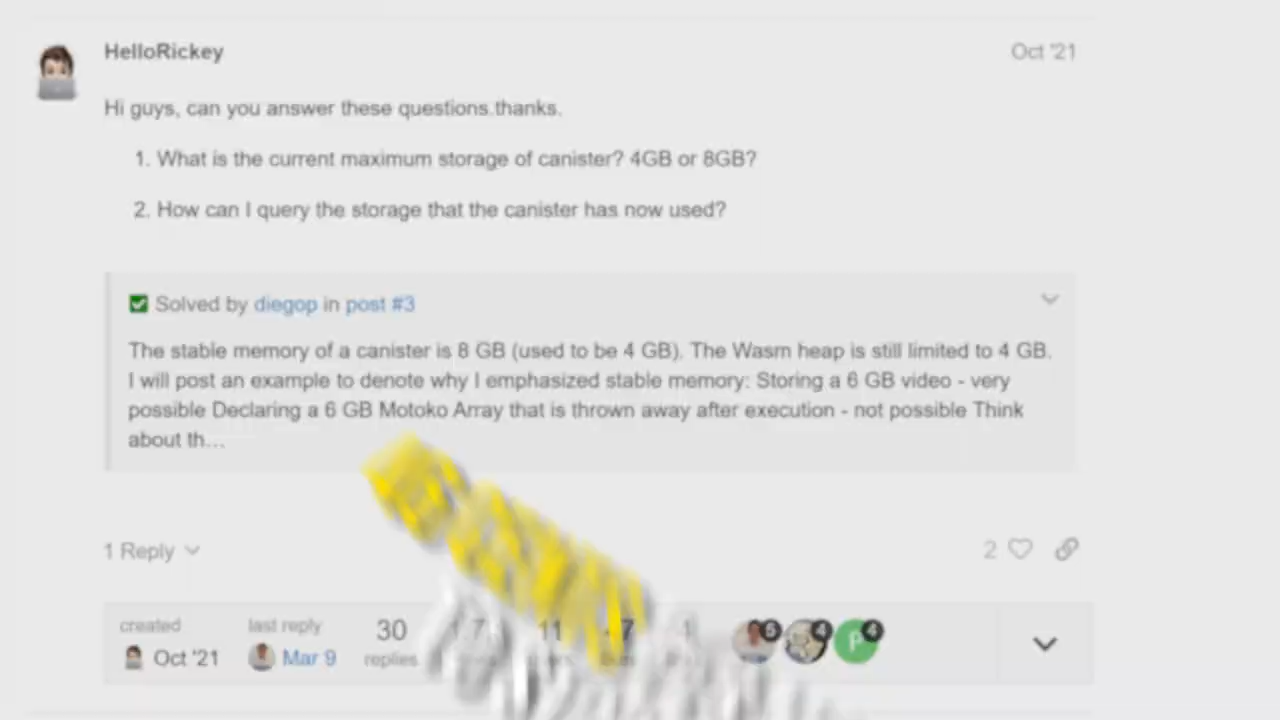 HelloRickey
Oct '21
Hi guys, can you answer these questions.thanks.
1. What is the current maximum storage of canister? 4GB or 8GB?
2. How can I query the storage that the canister has now used?
Solved by diegop in post #3
The stable memory of a canister is 8 GB (used to be 4 GB). The Wasm heap is still limited to 4 GB.
I will post an example to denote why I emphasized stable memory: Storing a 6 GB video - very
possible Declaring a 6 GB Motoko Array that is thrown away after execution - not possible Think
about th...
1 Reply
2
created
last reply
30
11
6
4
P
4
Oct '21
Mar 9
replies